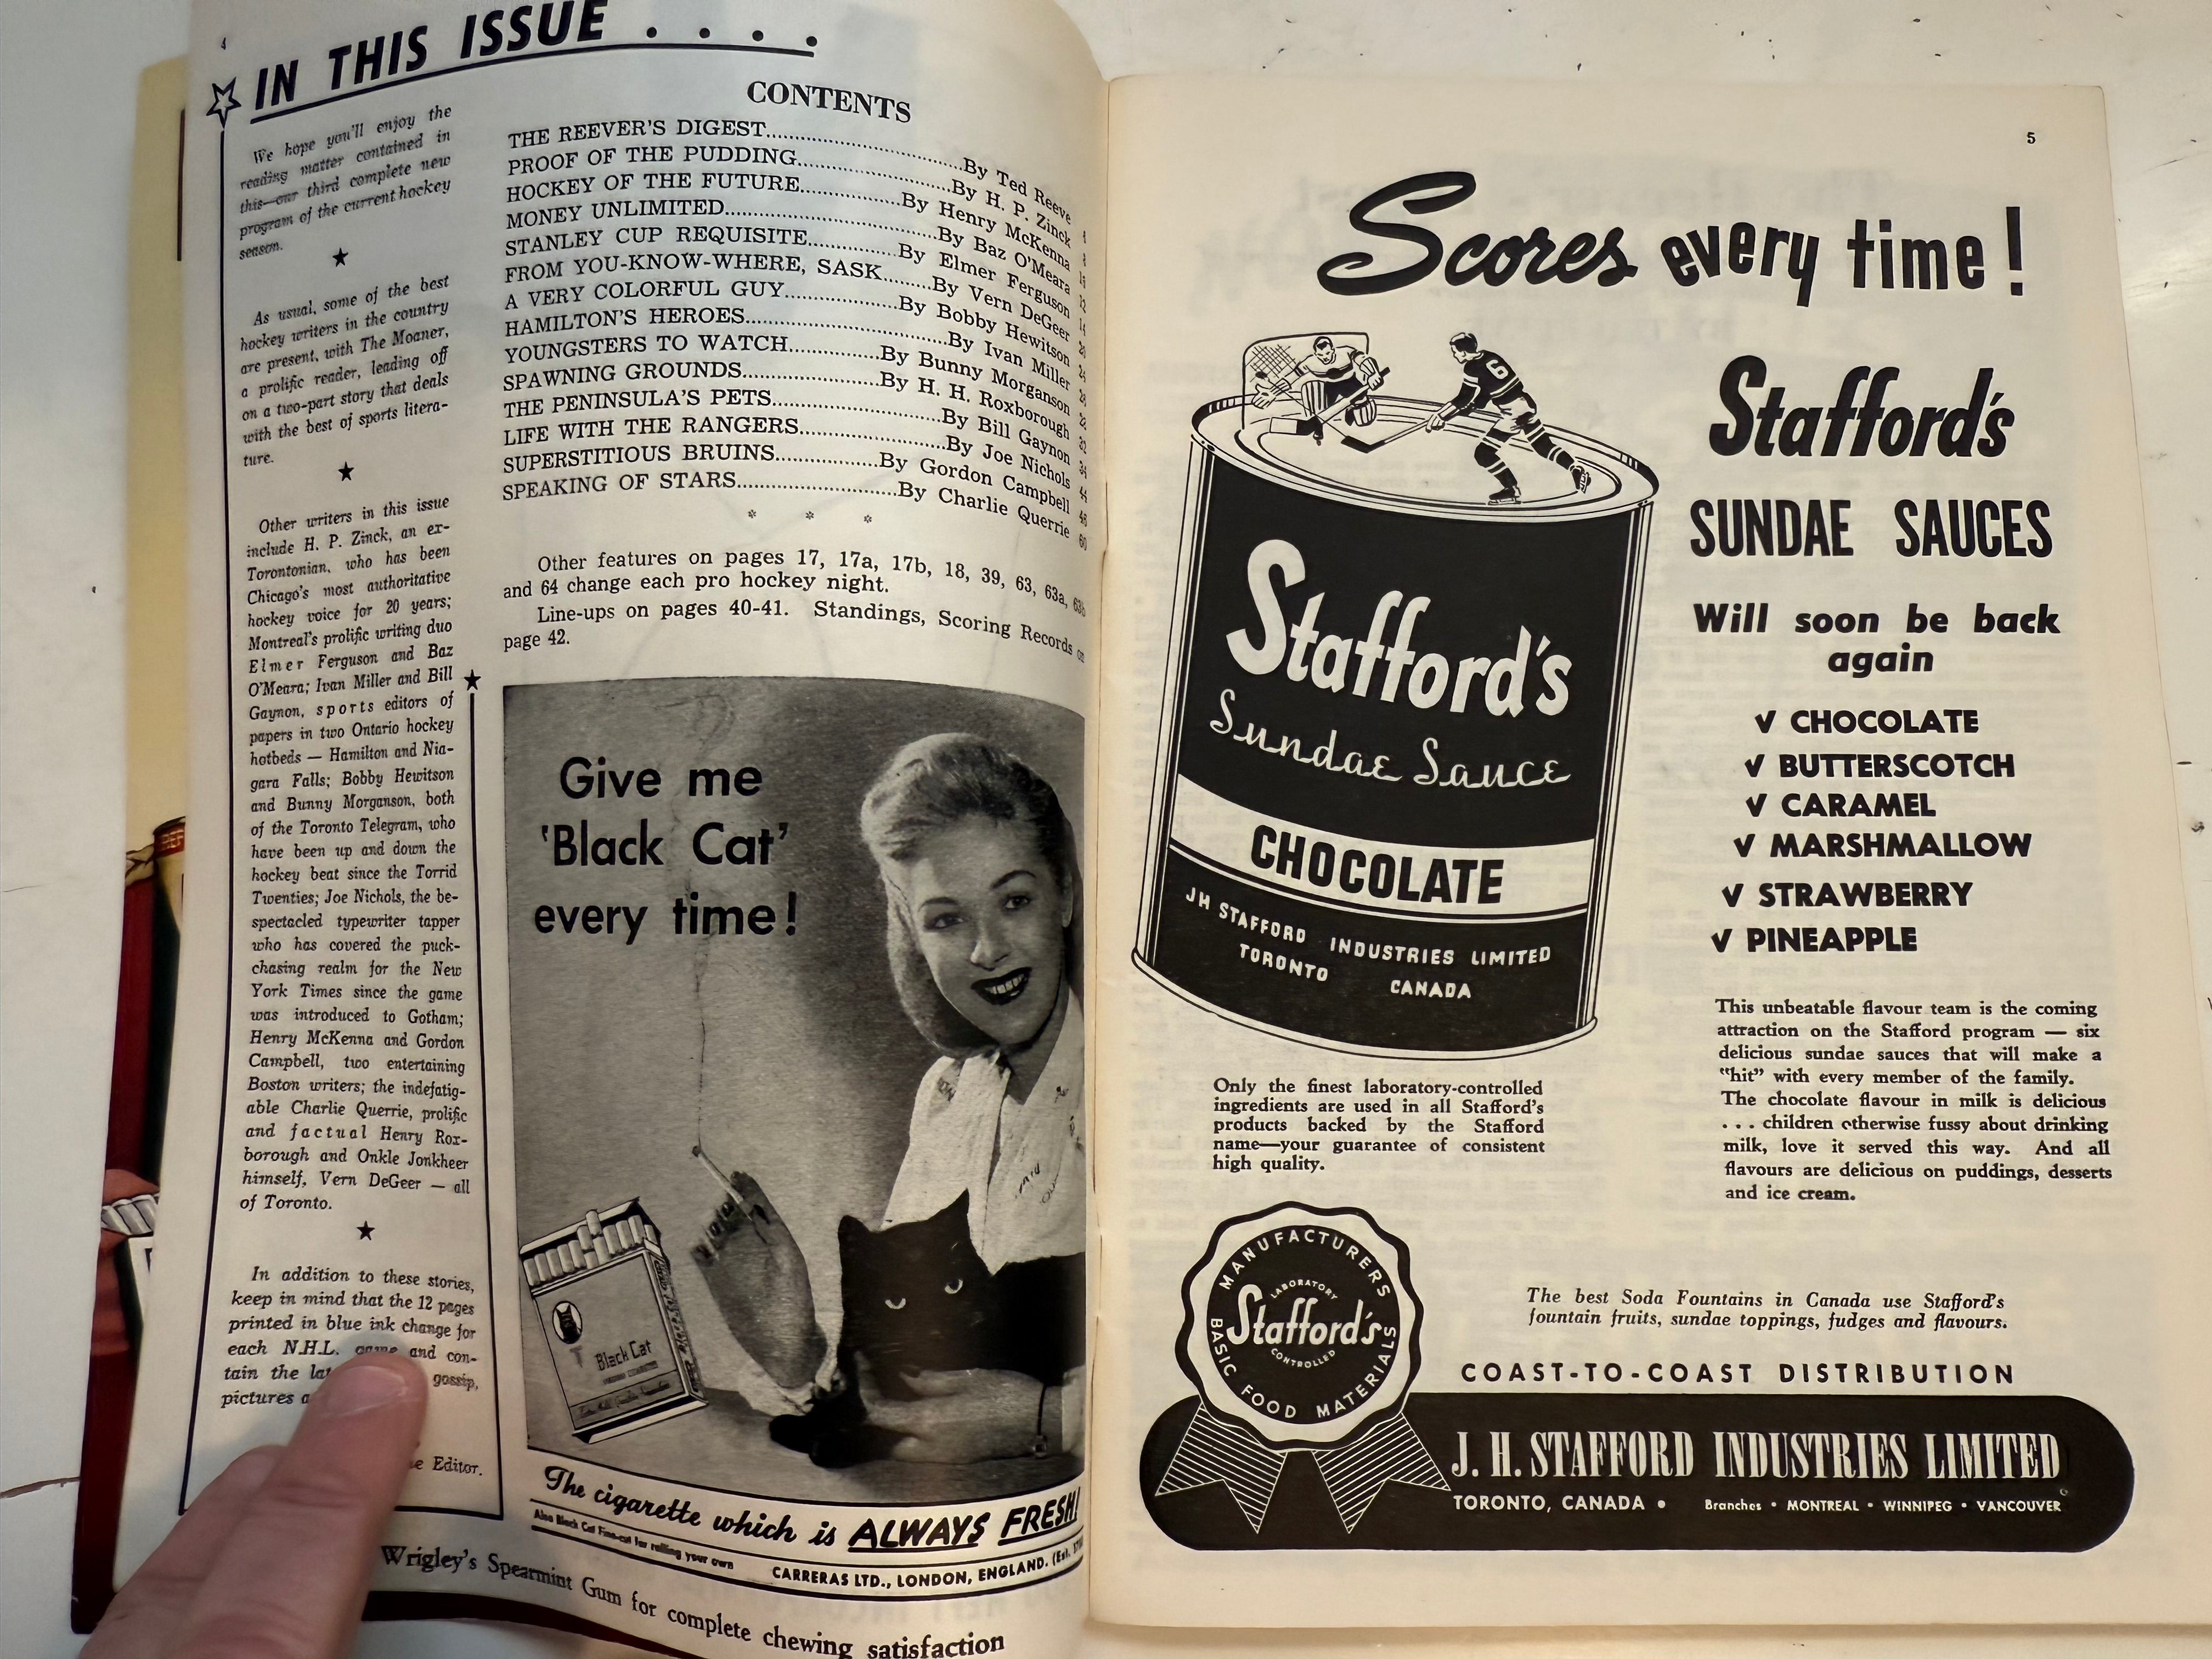 4
IN THIS ISSUE . . . .
We hope you'll enjoy the
reading matter contained in
this—our third complete new
program of the current hockey
season.
As usual, some of the best
hockey writers in the country
are present, with The Moaner,
a prolific reader, leading off
on a two-part story that deals
with the best of sports litera-
ture.
Other writers in this issue
include H. P. Zinck, an ex-
Torontonian, who has been
Chicago's most authoritative
hockey voice for 20 years;
Montreal's prolific writing duo
Elmer Ferguson and Baz
O'Meara; Ivan Miller and Bill
Gaynon, sports editors of
papers in two Ontario hockey
hotbeds — Hamilton and Nia-
gara Falls; Bobby Hewitson
and Bunny Morganson, both
of the Toronto Telegram, who
have been up and down the
hockey beat since the Torrid
Twenties; Joe Nichols, the be-
spectacled typewriter tapper
who has covered the puck-
chasing realm for the New
York Times since the game
was introduced to Gotham;
Henry McKenna and Gordon
Campbell, two entertaining
Boston writers; the indefatig-
able Charlie Querrie, prolific
and factual Henry Rox-
borough and Onkle Jonkheer
himself, Vern DeGeer — all
of Toronto.
In addition to these stories,
keep in mind that the 12 pages
printed in blue ink change for
each N.H.L. game and con-
tain the gossip,
pictures
Editor.
CONTENTS
THE REEVER'S DIGEST..........By Ted Reeve
PROOF OF THE PUDDING..........By H. P. Zinck
HOCKEY OF THE FUTURE..........By Henry McKenna
MONEY UNLIMITED..........By Baz O'Meara
STANLEY CUP REQUISITE..........By Elmer Ferguson
FROM YOU-KNOW-WHERE, SASK..........By Vern DeGeer
A VERY COLORFUL GUY..........By Bobby Hewitson
HAMILTON'S HEROES..........By Ivan Miller
YOUNGSTERS TO WATCH..........By Bunny Morganson
SPAWNING GROUNDS..........By H. H. Roxborough
THE PENINSULA'S PETS..........By Bill Gaynon
LIFE WITH THE RANGERS..........By Joe Nichols
SUPERSTITIOUS BRUINS..........By Gordon Campbell
SPEAKING OF STARS..........By Charlie Querrie 60
* * *
Other features on pages 17, 17a, 17b, 18, 39, 63, 63a, 63b
and 64 change each pro hockey night.
Line-ups on pages 40-41. Standings, Scoring Records on
page 42.
Give me
'Black Cat'
every time!
Black Cat
The cigarette which is ALWAYS FRESH!
Also Black Cat Fine-cut for rolling your own
CARRERAS LTD., LONDON, ENGLAND. (Est.
Wrigley's Spearmint Gum for complete chewing satisfaction
5
Scores every time!
6
Stafford's
SUNDAE SAUCES
Will soon be back
again
√ CHOCOLATE
√ BUTTERSCOTCH
√ CARAMEL
√ MARSHMALLOW
√ STRAWBERRY
√ PINEAPPLE
Stafford's
Sundae Sauce
CHOCOLATE
JH STAFFORD INDUSTRIES LIMITED
TORONTO CANADA
This unbeatable flavour team is the coming
attraction on the Stafford program — six
delicious sundae sauces that will make a
"hit" with every member of the family.
The chocolate flavour in milk is delicious
. . . children otherwise fussy about drinking
milk, love it served this way. And all
flavours are delicious on puddings, desserts
and ice cream.
Only the finest laboratory-controlled
ingredients are used in all Stafford's
products backed by the Stafford
name—your guarantee of consistent
high quality.
MANUFACTURERS
LABORATORY
Stafford's
CONTROLLED
BASIC FOOD MATERIALS
The best Soda Fountains in Canada use Stafford's
fountain fruits, sundae toppings, fudges and flavours.
COAST-TO-COAST DISTRIBUTION
J. H. STAFFORD INDUSTRIES LIMITED
TORONTO, CANADA • Branches • MONTREAL • WINNIPEG • VANCOUVER